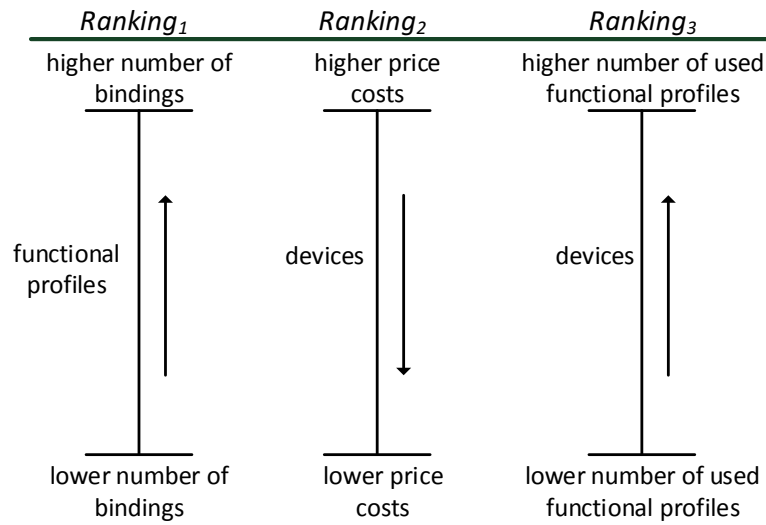 Ranking₁
higher number of
bindings
functional
profiles
lower number of
bindings
Ranking₂
higher price
costs
devices
lower price
costs
Ranking₃
higher number of used
functional profiles
devices
lower number of used
functional profiles